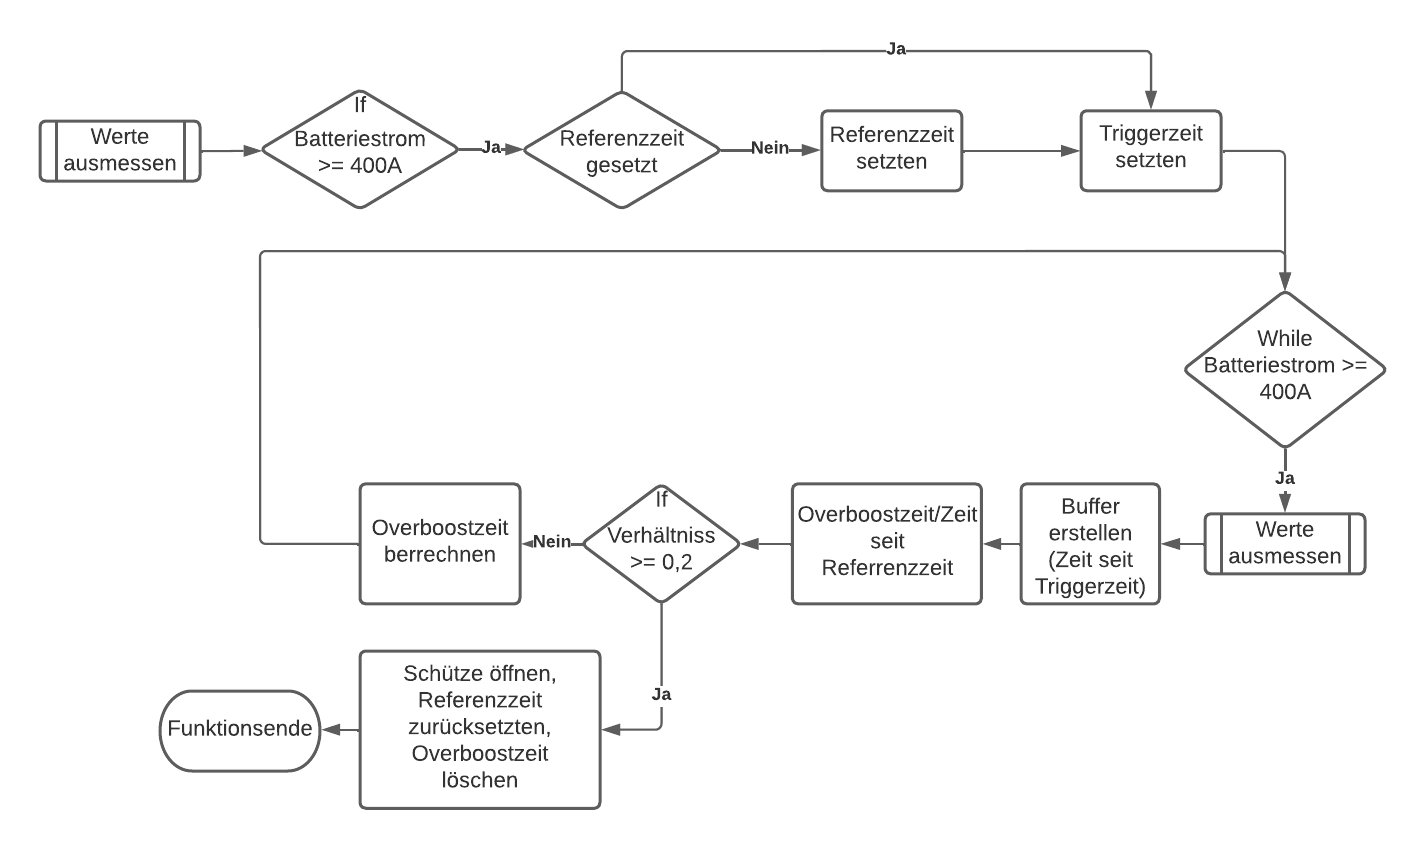 Ja
Werte
ausmessen
If
Batteriestrom
>= 400A
Ja
Referenzzeit
gesetzt
Nein
Referenzzeit
setzten
Triggerzeit
setzten
While
Batteriestrom >=
400A
Ja
Werte
ausmessen
Buffer
erstellen
(Zeit seit
Triggerzeit)
Overboostzeit/Zeit
seit
Referrenzzeit
If
Verhältniss
>= 0,2
Nein
Overboostzeit
berrechnen
Ja
Schütze öffnen,
Referenzzeit
zurücksetzten,
Overboostzeit
löschen
Funktionsende